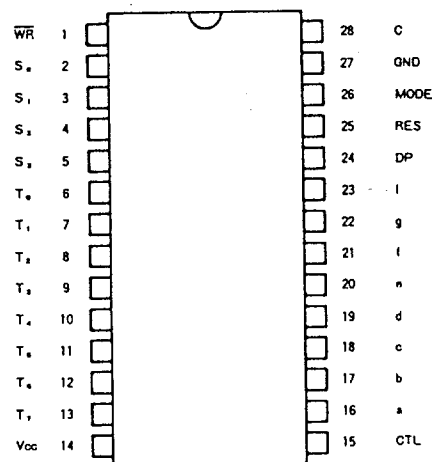 WR 1 28 C
S₀ 2 27 GND
S₁ 3 26 MODE
S₂ 4 25 RES
S₃ 5 24 DP
T₀ 6 23 l
T₁ 7 22 g
T₂ 8 21 f
T₃ 9 20 n
T₄ 10 19 d
T₅ 11 18 c
T₆ 12 17 b
T₇ 13 16 a
Vcc 14 15 CTL